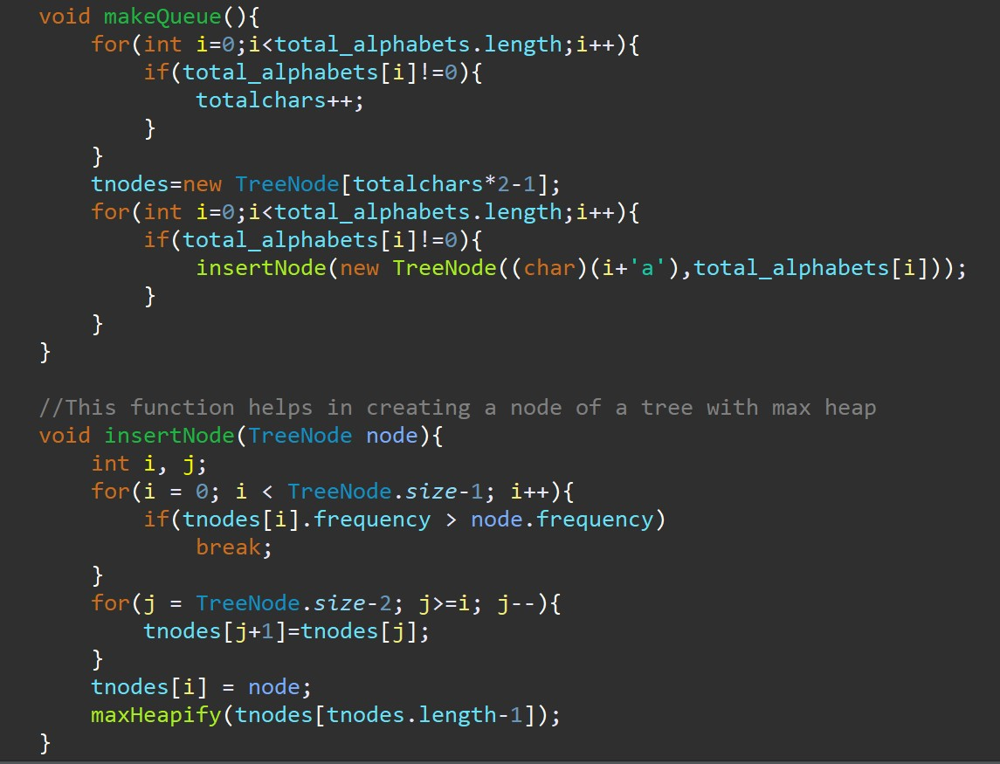 void makeQueue(){
for(int i=0;i<total_alphabets.length;i++){
if(total_alphabets[i]!=0){
totalchars++;
}
}
tnodes=new TreeNode[totalchars*2-1];
for(int i=0;i<total_alphabets.length;i++){
if(total_alphabets[i]!=0){
insertNode(new TreeNode((char)(i+'a'),total_alphabets[i]));
}
}
}
//This function helps in creating a node of a tree with max heap
void insertNode(TreeNode node){
int i, j;
for(i = 0; i < TreeNode.size-1; i++){
if(tnodes[i].frequency > node.frequency)
break;
}
for(j = TreeNode.size-2; j>=i; j--){
tnodes[j+1]=tnodes[j];
}
tnodes[i] = node;
maxHeapify(tnodes[tnodes.length-1]);
}